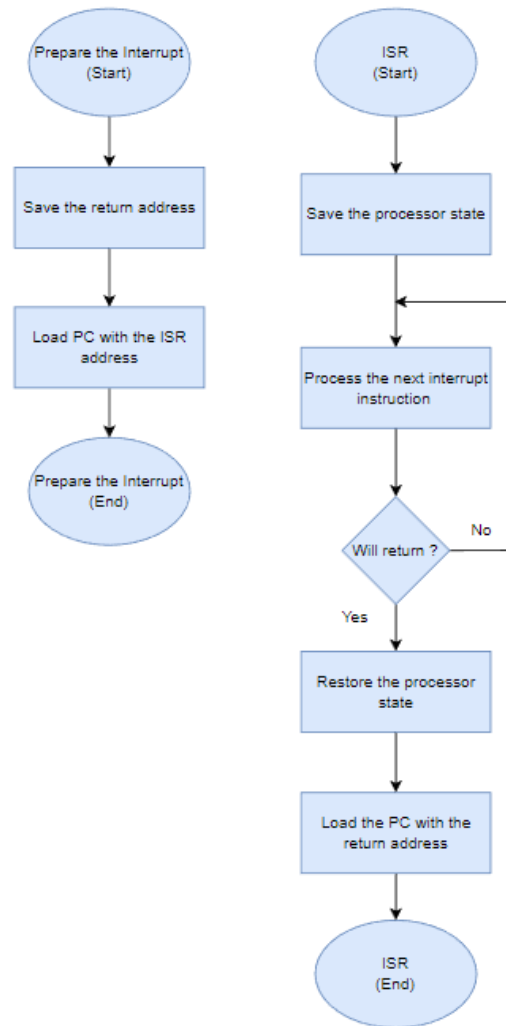 Prepare the Interrupt
(Start)
Save the return address
Load PC with the ISR
address
Prepare the Interrupt
(End)
ISR
(Start)
Save the processor state
Process the next interrupt
instruction
Will return ?
No
Yes
Restore the processor
state
Load the PC with the
return address
ISR
(End)